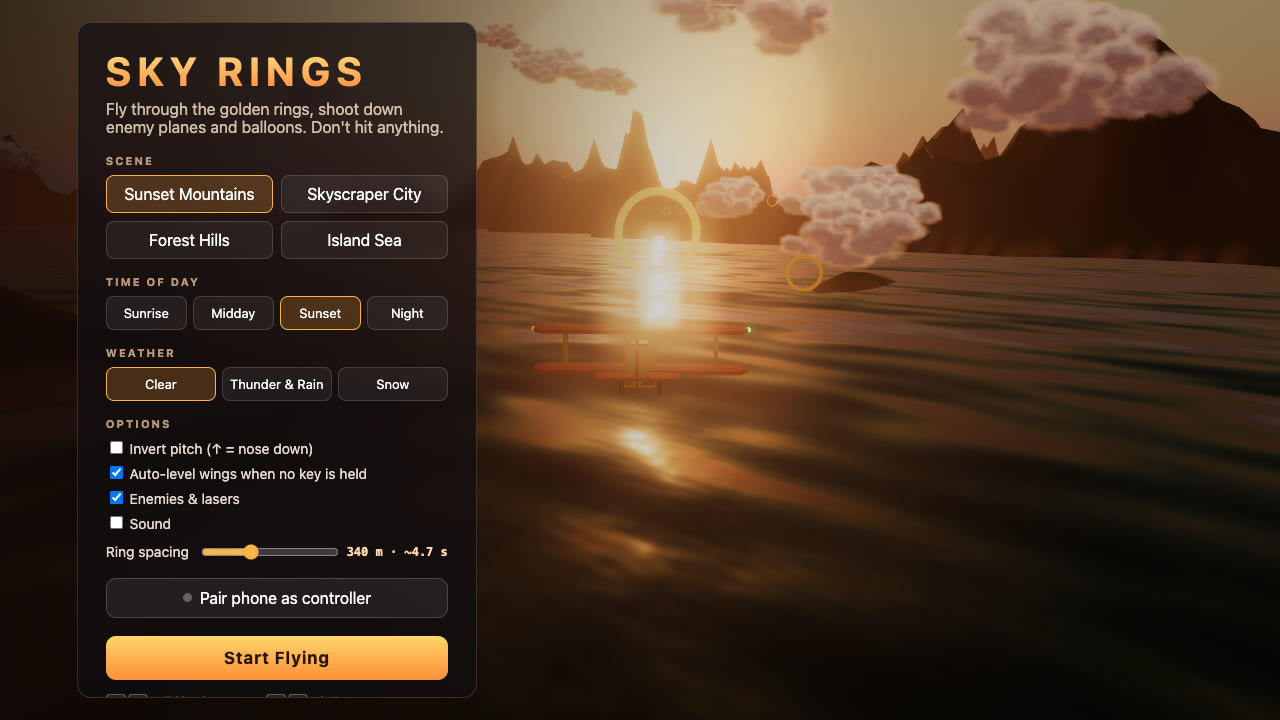 SKY RINGS
Fly through the golden rings, shoot down
enemy planes and balloons. Don't hit anything.
SCENE
Sunset Mountains
Skyscraper City
Forest Hills
Island Sea
TIME OF DAY
Sunrise
Midday
Sunset
Night
WEATHER
Clear
Thunder & Rain
Snow
OPTIONS
Invert pitch (↑ = nose down)
Auto-level wings when no key is held
Enemies & lasers
Sound
Ring spacing
340 m · ~4.7 s
Pair phone as controller
Start Flying